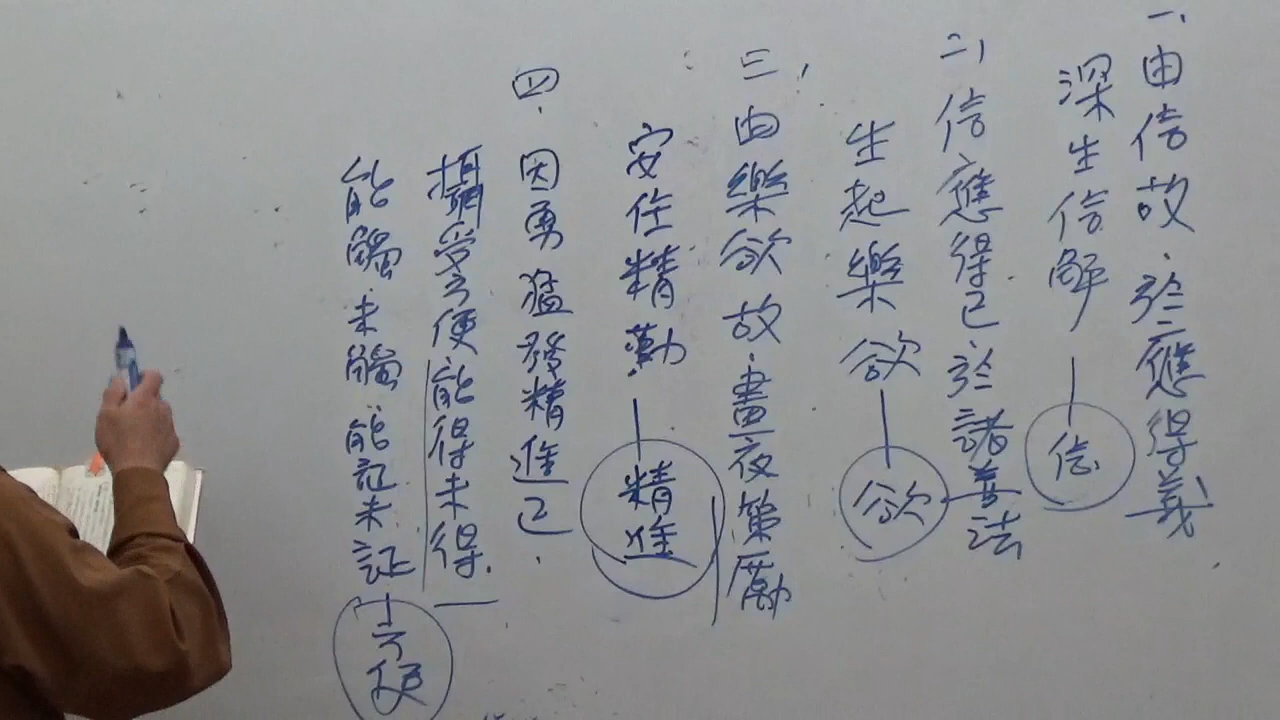 一、由信故、於應得義
深生信解 — 信
二、信應得已、於諸善法
生起樂欲 — 欲
三、由樂欲故、晝夜策勵
安住精勤 — 精進
四、因勇猛發精進已、
攝受方便能得未得、
能觸未觸能証未証 — 方便